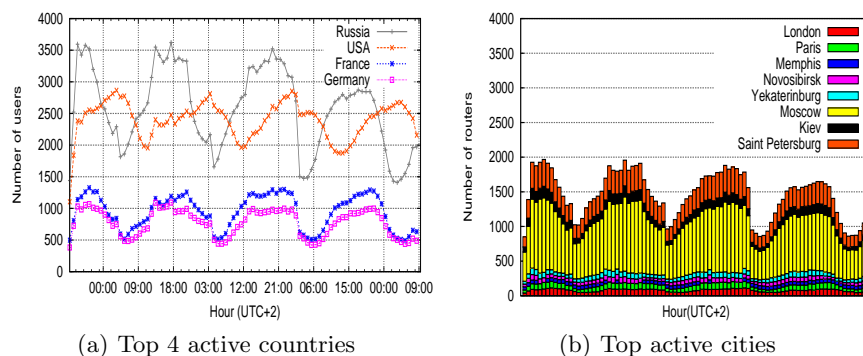 4000
3500
3000
2500
2000
1500
1000
500
0
Number of users
Russia
USA
France
Germany
00:00 09:00 18:00 03:00 12:00 21:00 06:00 15:00 00:00 09:00
Hour (UTC+2)
(a) Top 4 active countries
4000
3500
3000
2500
2000
1500
1000
500
0
Number of routers
London
Paris
Memphis
Novosibirsk
Yekaterinburg
Moscow
Kiev
Saint Petersburg
Hour(UTC+2)
(b) Top active cities